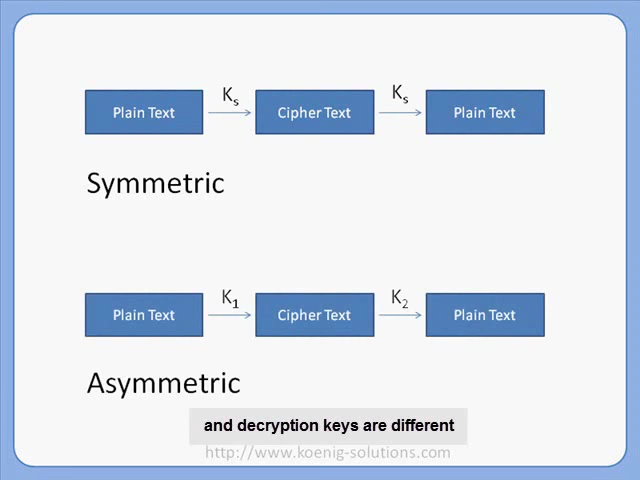 Ks Ks
Plain Text Cipher Text Plain Text
Symmetric
K1 K2
Plain Text Cipher Text Plain Text
Asymmetric
and decryption keys are different
http://www.koenig-solutions.com